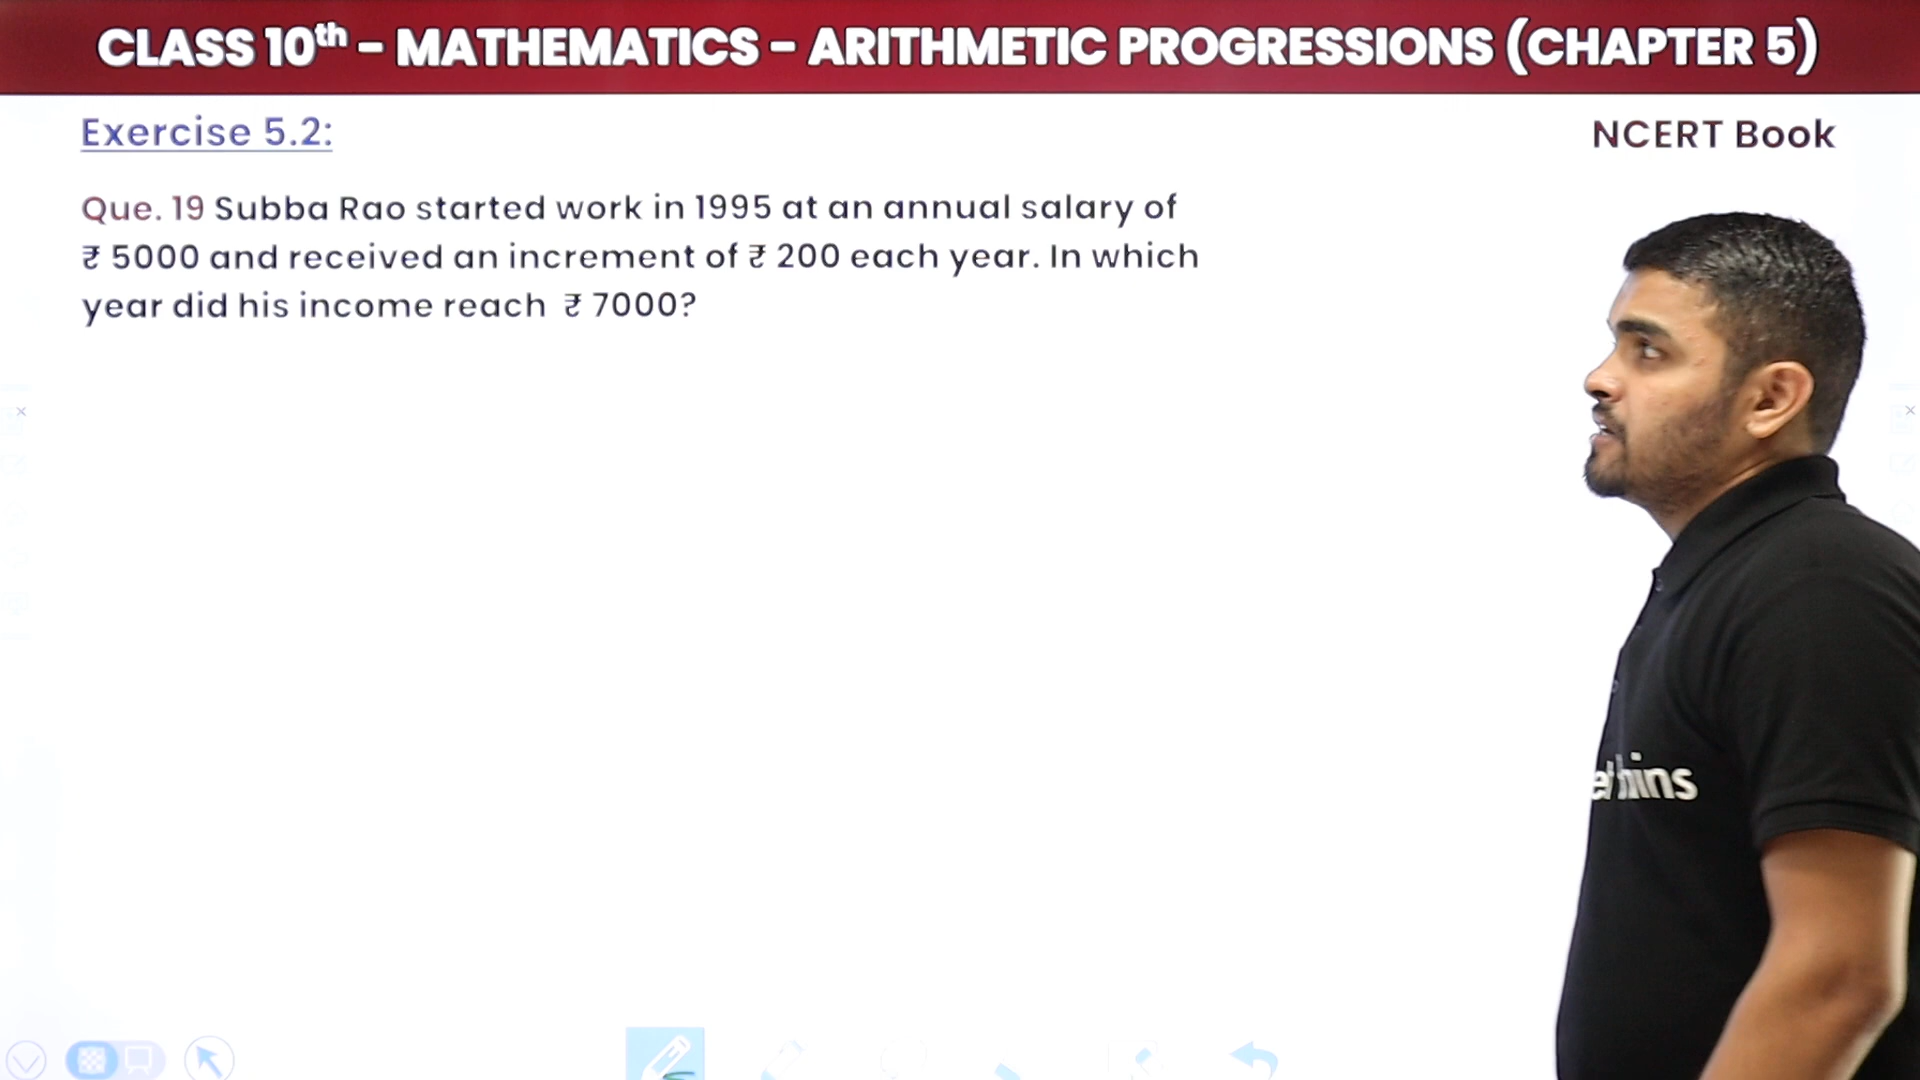 CLASS 10th – MATHEMATICS – ARITHMETIC PROGRESSIONS (CHAPTER 5)
Exercise 5.2:
NCERT Book
Que. 19 Subba Rao started work in 1995 at an annual salary of
₹ 5000 and received an increment of ₹ 200 each year. In which
year did his income reach ₹ 7000?